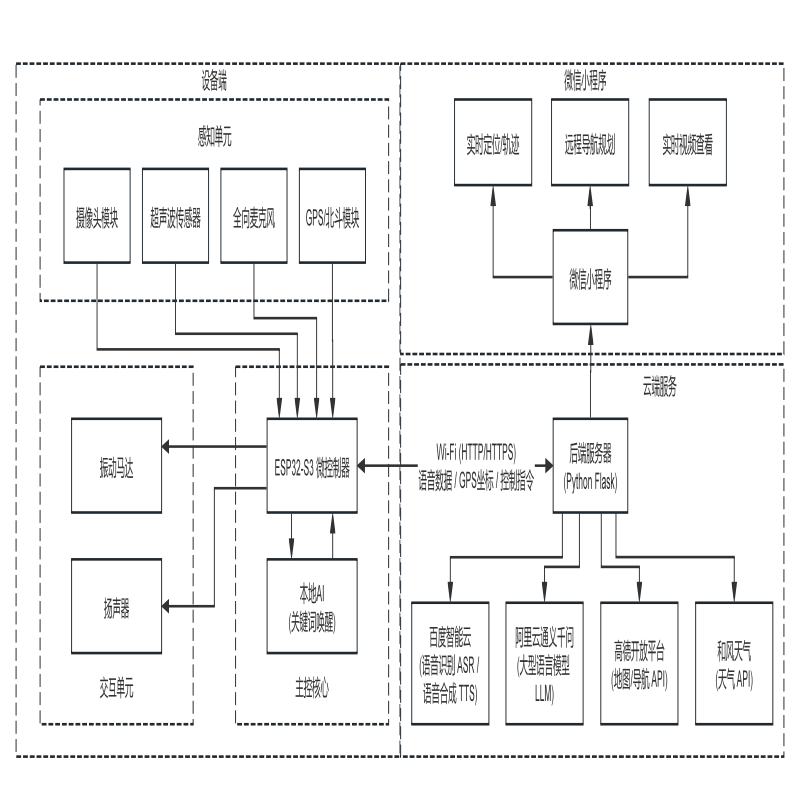 设备端
感知单元
摄像头模块
超声波传感器
全向麦克风
GPS/北斗模块
微信小程序
实时定位/轨迹
远程导航规划
实时视频查看
微信小程序
云端服务
振动马达
扬声器
交互单元
ESP32-S3 微控制器
本地AI
(关键词唤醒)
主控核心
Wi-Fi (HTTP/HTTPS)
语音数据 / GPS坐标 / 控制指令
后端服务器
(Python Flask)
百度智能云
(语音识别 ASR /
语音合成 TTS)
阿里云通义千问
(大型语言模型
LLM)
高德开放平台
(地图/导航 API)
和风天气
(天气 API)